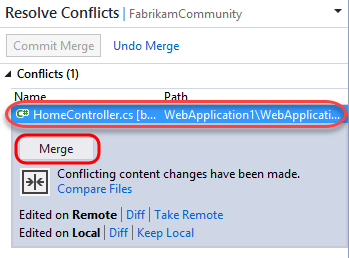 Resolve Conflicts | FabrikamCommunity
Commit Merge Undo Merge
Conflicts (1)
Name Path
HomeController.cs [b... WebApplication1\WebApplicati...
Merge
Conflicting content changes have been made.
Compare Files
Edited on Remote | Diff | Take Remote
Edited on Local | Diff | Keep Local